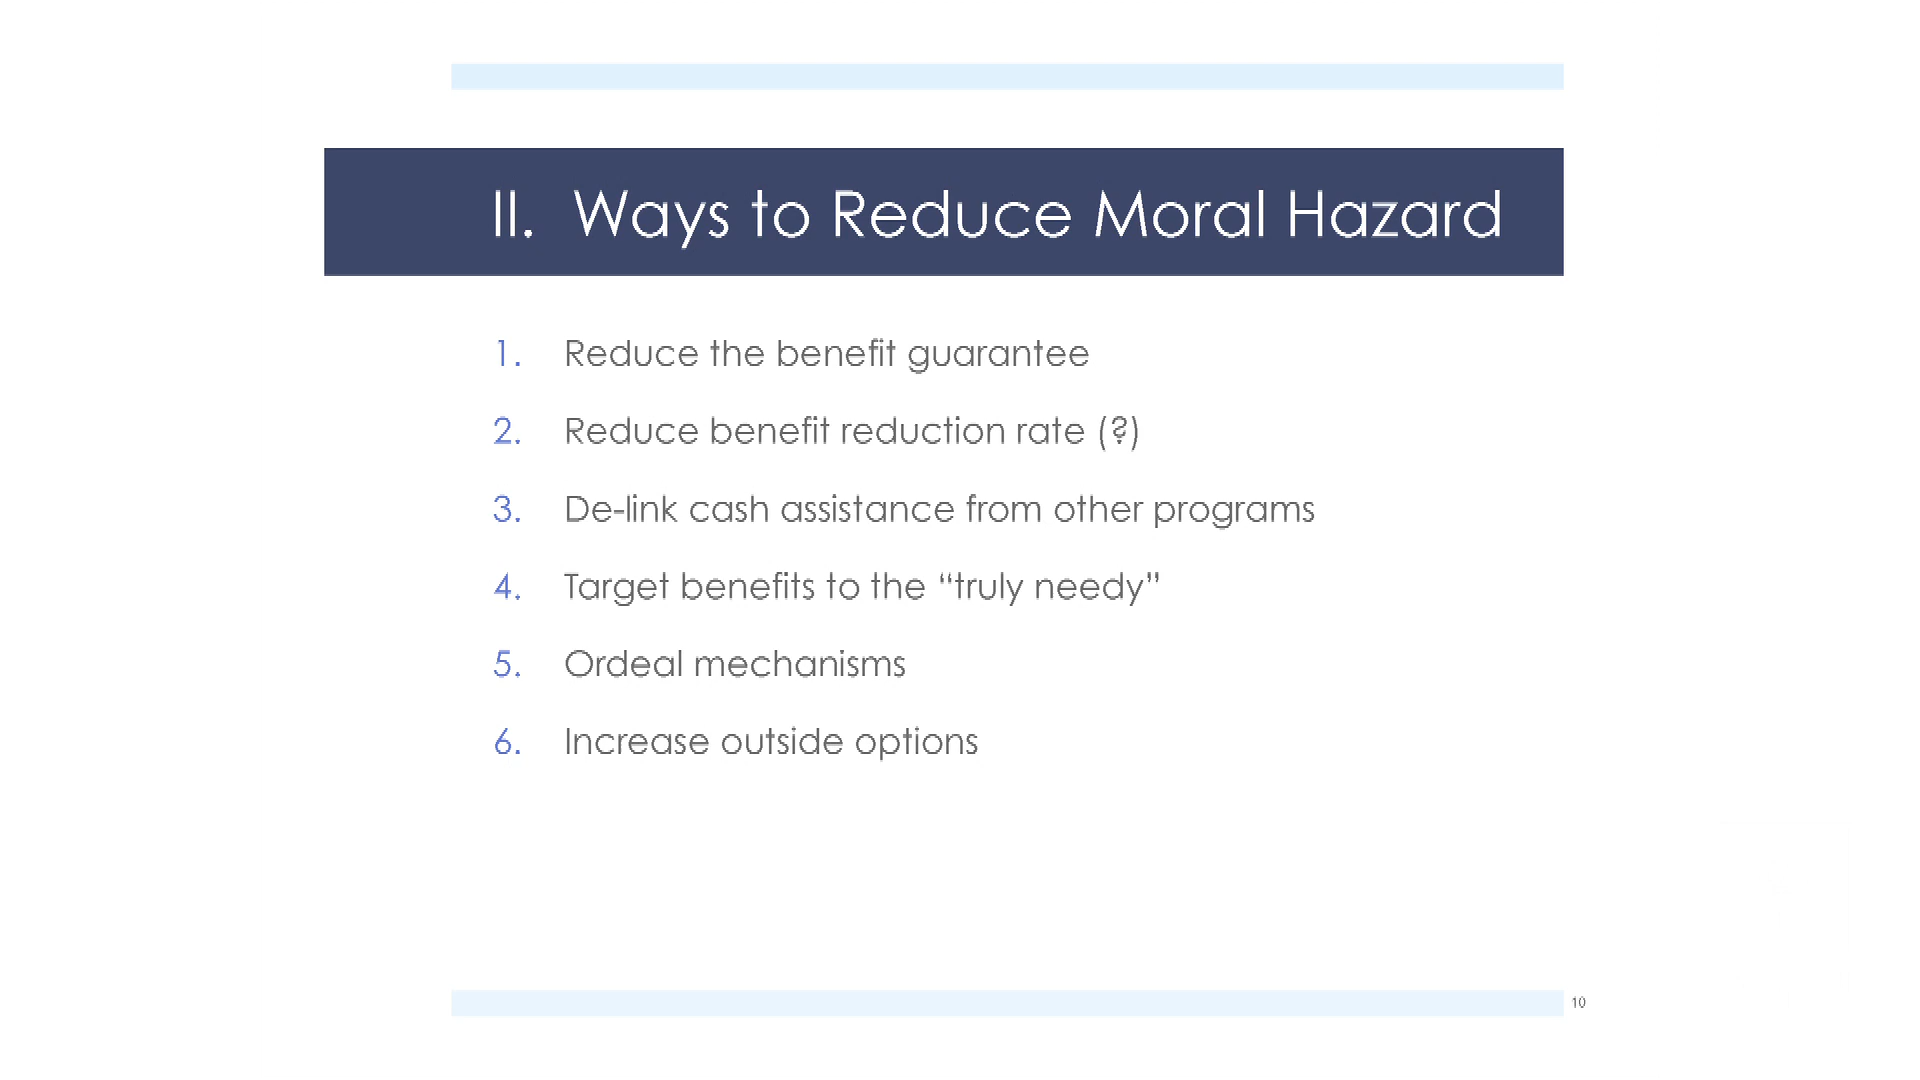 II. Ways to Reduce Moral Hazard
1. Reduce the benefit guarantee
2. Reduce benefit reduction rate (?)
3. De-link cash assistance from other programs
4. Target benefits to the “truly needy”
5. Ordeal mechanisms
6. Increase outside options
10